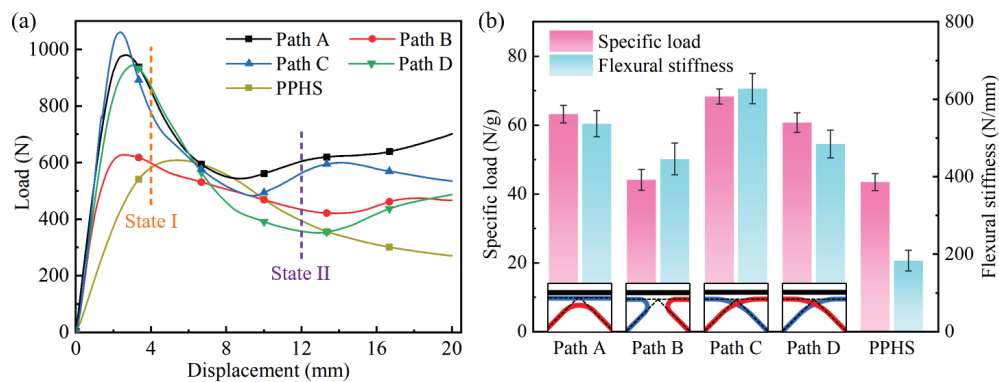 (a)
1000
800
600
400
200
0
Load (N)
0 4 8 12 16 20
Displacement (mm)
Path A Path B
Path C Path D
PPHS
State I
State II
(b)
80
60
40
20
0
Specific load (N/g)
Specific load
Flexural stiffness
Path A Path B Path C Path D PPHS
800
600
400
200
0
Flexural stiffness (N/mm)